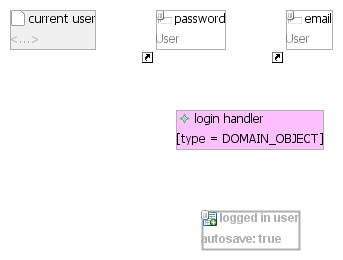 current user
<...>
password
User
email
User
login handler
[type = DOMAIN_OBJECT]
logged in user
autosave: true